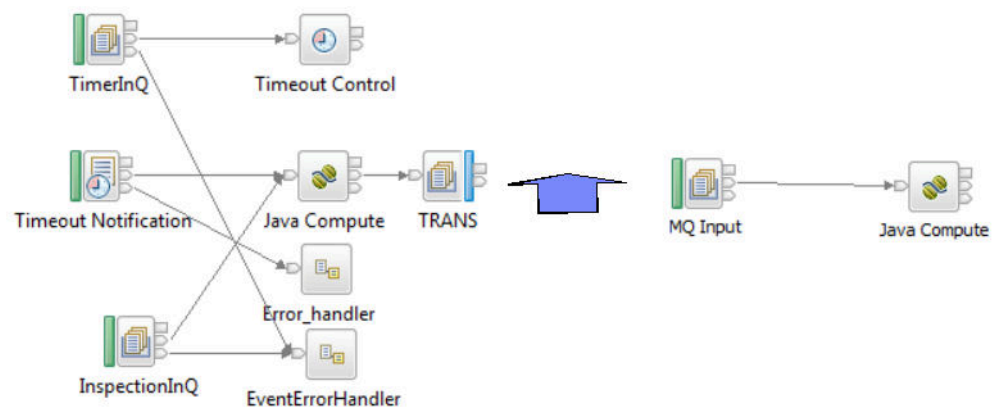 TimerInQ
Timeout Control
Timeout Notification
Java Compute
TRANS
MQ Input
Java Compute
Error_handler
InspectionInQ
EventErrorHandler